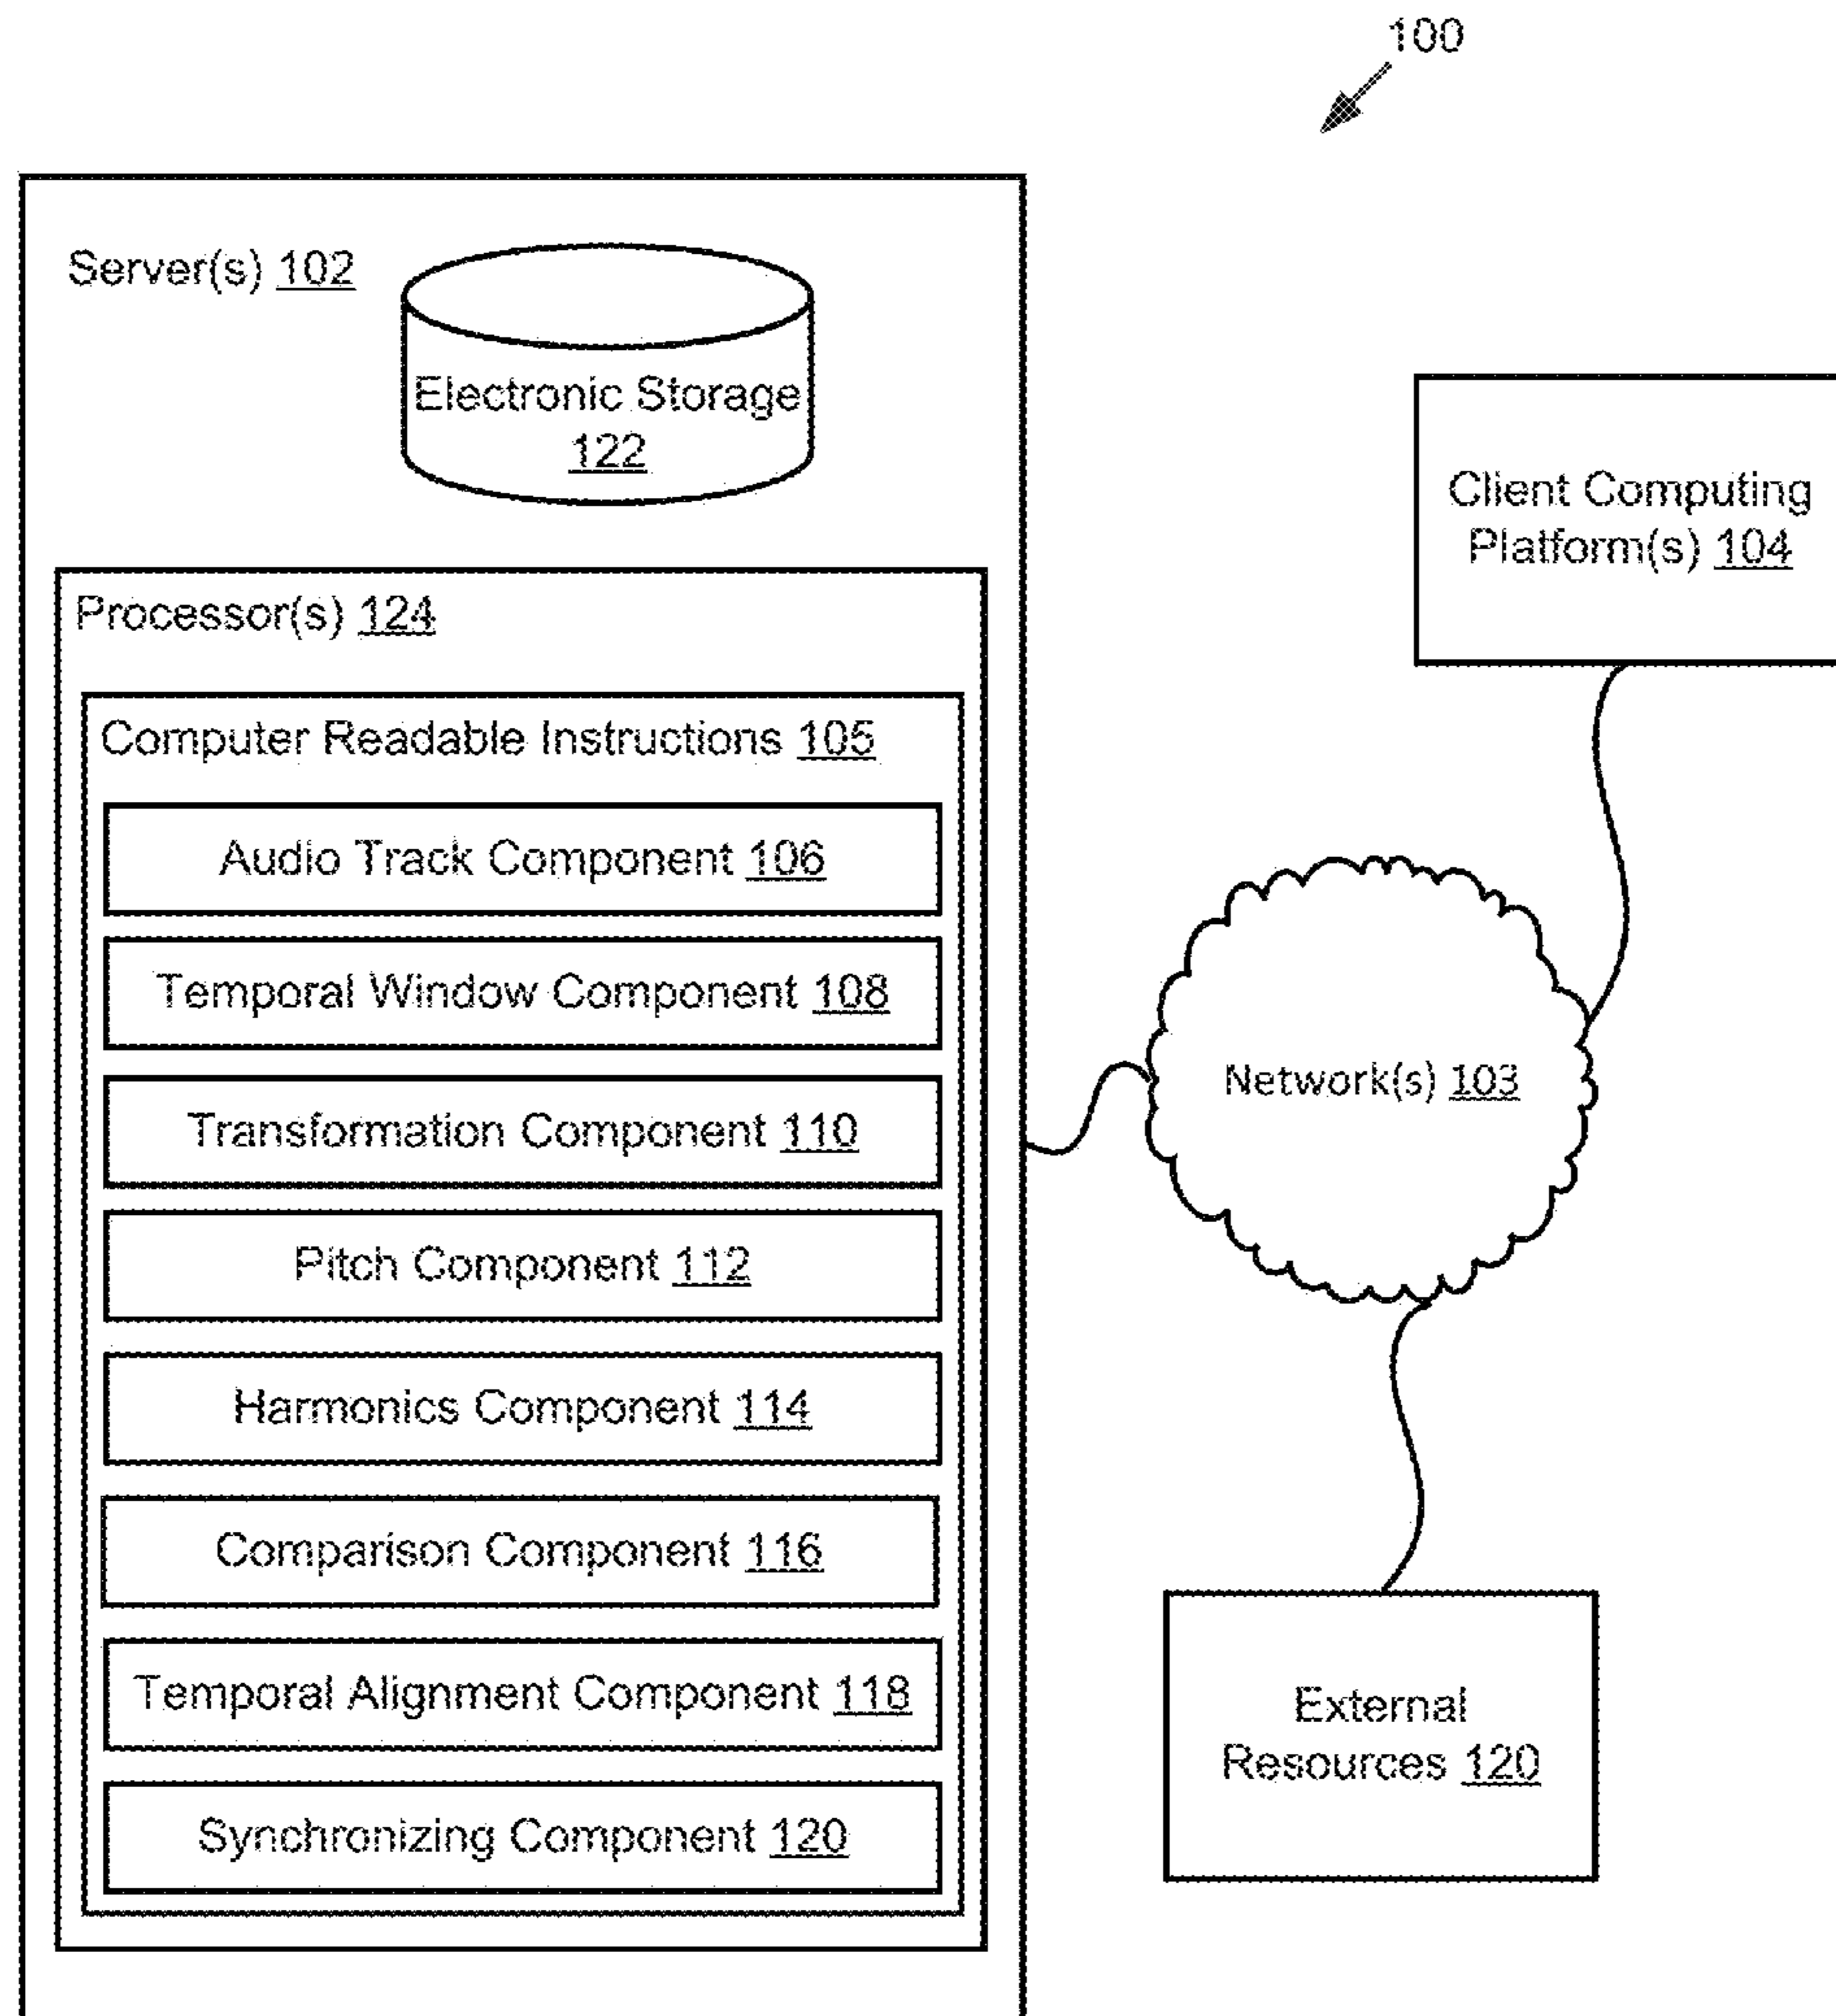 100
Server(s) 102
Electronic Storage
122
Client Computing
Platform(s) 104
Processor(s) 124
Computer Readable Instructions 105
Audio Track Component 106
Temporal Window Component 108
Transformation Component 110
Network(s) 103
Pitch Component 112
Harmonics Component 114
Comparison Component 116
Temporal Alignment Component 118
External
Resources 120
Synchronizing Component 120